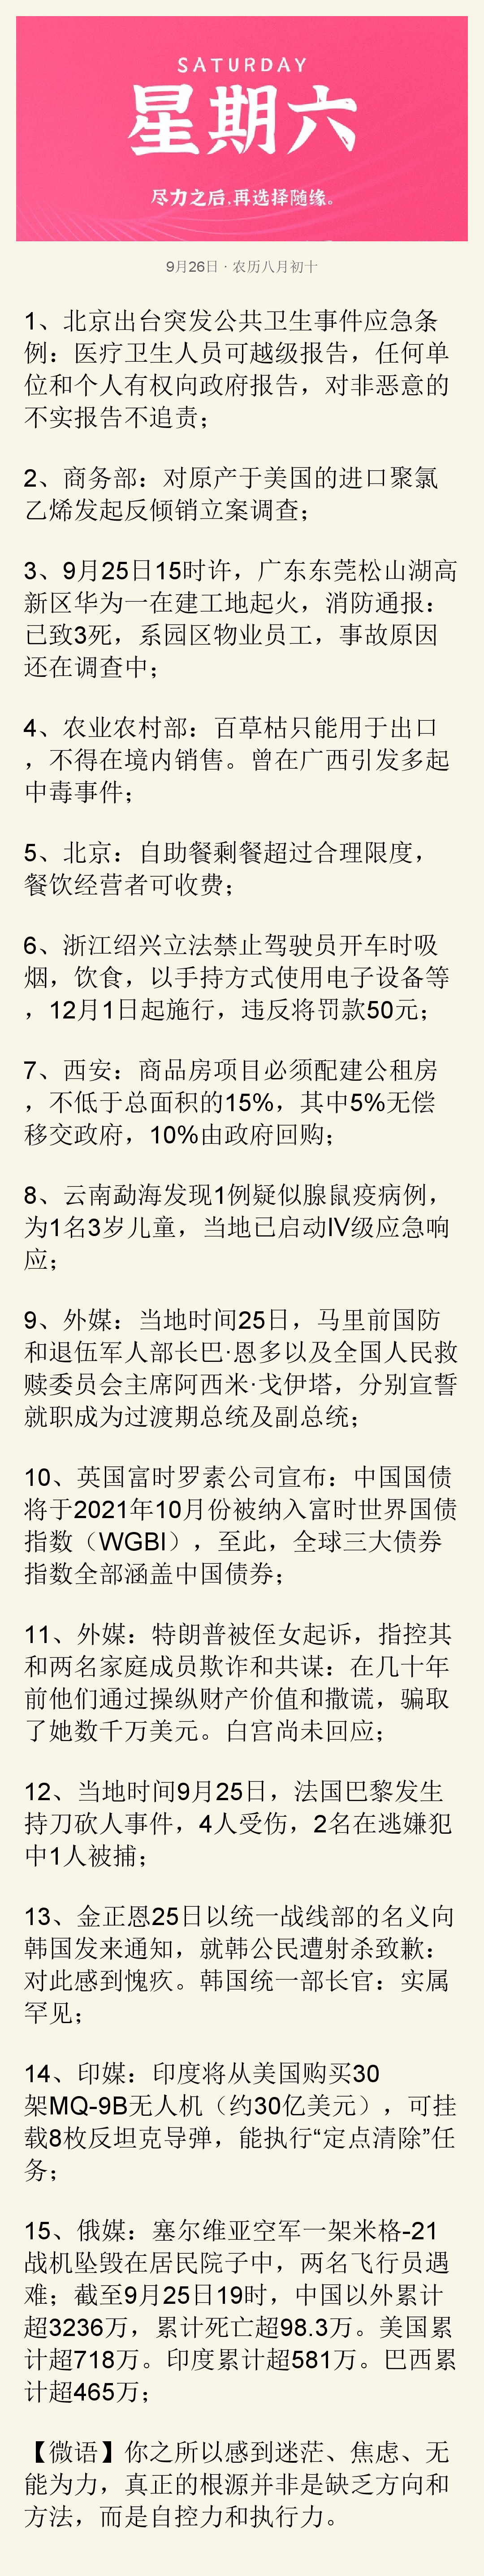 SATURDAY
星期六
尽力之后,再选择随缘。
9月26日 · 农历八月初十
1、北京出台突发公共卫生事件应急条
例：医疗卫生人员可越级报告，任何单
位和个人有权向政府报告，对非恶意的
不实报告不追责；
2、商务部：对原产于美国的进口聚氯
乙烯发起反倾销立案调查；
3、9月25日15时许，广东东莞松山湖高
新区华为一在建工地起火，消防通报：
已致3死，系园区物业员工，事故原因
还在调查中；
4、农业农村部：百草枯只能用于出口
，不得在境内销售。曾在广西引发多起
中毒事件；
5、北京：自助餐剩餐超过合理限度，
餐饮经营者可收费；
6、浙江绍兴立法禁止驾驶员开车时吸
烟，饮食，以手持方式使用电子设备等
，12月1日起施行，违反将罚款50元；
7、西安：商品房项目必须配建公租房
，不低于总面积的15%，其中5%无偿
移交政府，10%由政府回购；
8、云南勐海发现1例疑似腺鼠疫病例，
为1名3岁儿童，当地已启动IV级应急响
应；
9、外媒：当地时间25日，马里前国防
和退伍军人部长巴·恩多以及全国人民救
赎委员会主席阿西米·戈伊塔，分别宣誓
就职成为过渡期总统及副总统；
10、英国富时罗素公司宣布：中国国债
将于2021年10月份被纳入富时世界国债
指数（WGBI），至此，全球三大债券
指数全部涵盖中国债券；
11、外媒：特朗普被侄女起诉，指控其
和两名家庭成员欺诈和共谋：在几十年
前他们通过操纵财产价值和撒谎，骗取
了她数千万美元。白宫尚未回应；
12、当地时间9月25日，法国巴黎发生
持刀砍人事件，4人受伤，2名在逃嫌犯
中1人被捕；
13、金正恩25日以统一战线部的名义向
韩国发来通知，就韩公民遭射杀致歉：
对此感到愧疚。韩国统一部长官：实属
罕见；
14、印媒：印度将从美国购买30
架MQ-9B无人机（约30亿美元），可挂
载8枚反坦克导弹，能执行“定点清除”任
务；
15、俄媒：塞尔维亚空军一架米格-21
战机坠毁在居民院子中，两名飞行员遇
难；截至9月25日19时，中国以外累计
超3236万，累计死亡超98.3万。美国累
计超718万。印度累计超581万。巴西累
计超465万；
【微语】你之所以感到迷茫、焦虑、无
能为力，真正的根源并非是缺乏方向和
方法，而是自控力和执行力。